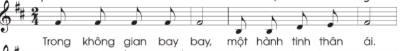 Trong không gian bay bay, một hành tinh thân ái.